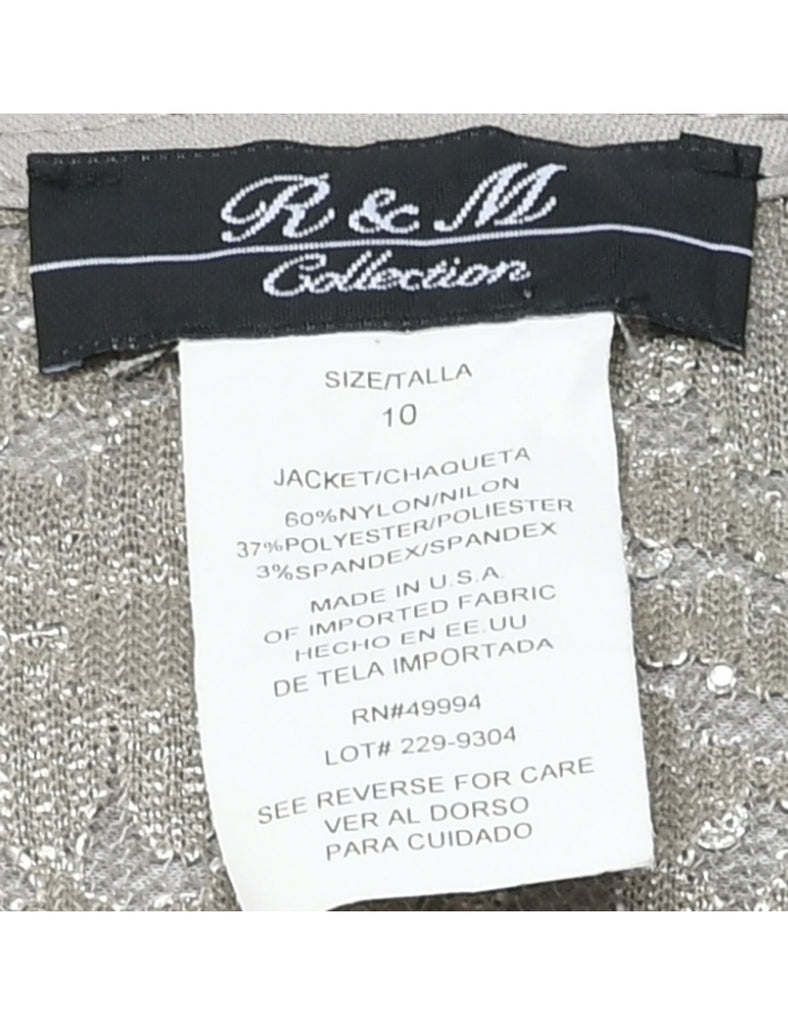 R & M
Collection
SIZE/TALLA
10
JACKET/CHAQUETA
60%NYLON/NILON
37%POLYESTER/POLIESTER
3%SPANDEX/SPANDEX
MADE IN U.S.A.
OF IMPORTED FABRIC
HECHO EN EE.UU
DE TELA IMPORTADA
RN#49994
LOT# 229-9304
SEE REVERSE FOR CARE
VER AL DORSO
PARA CUIDADO